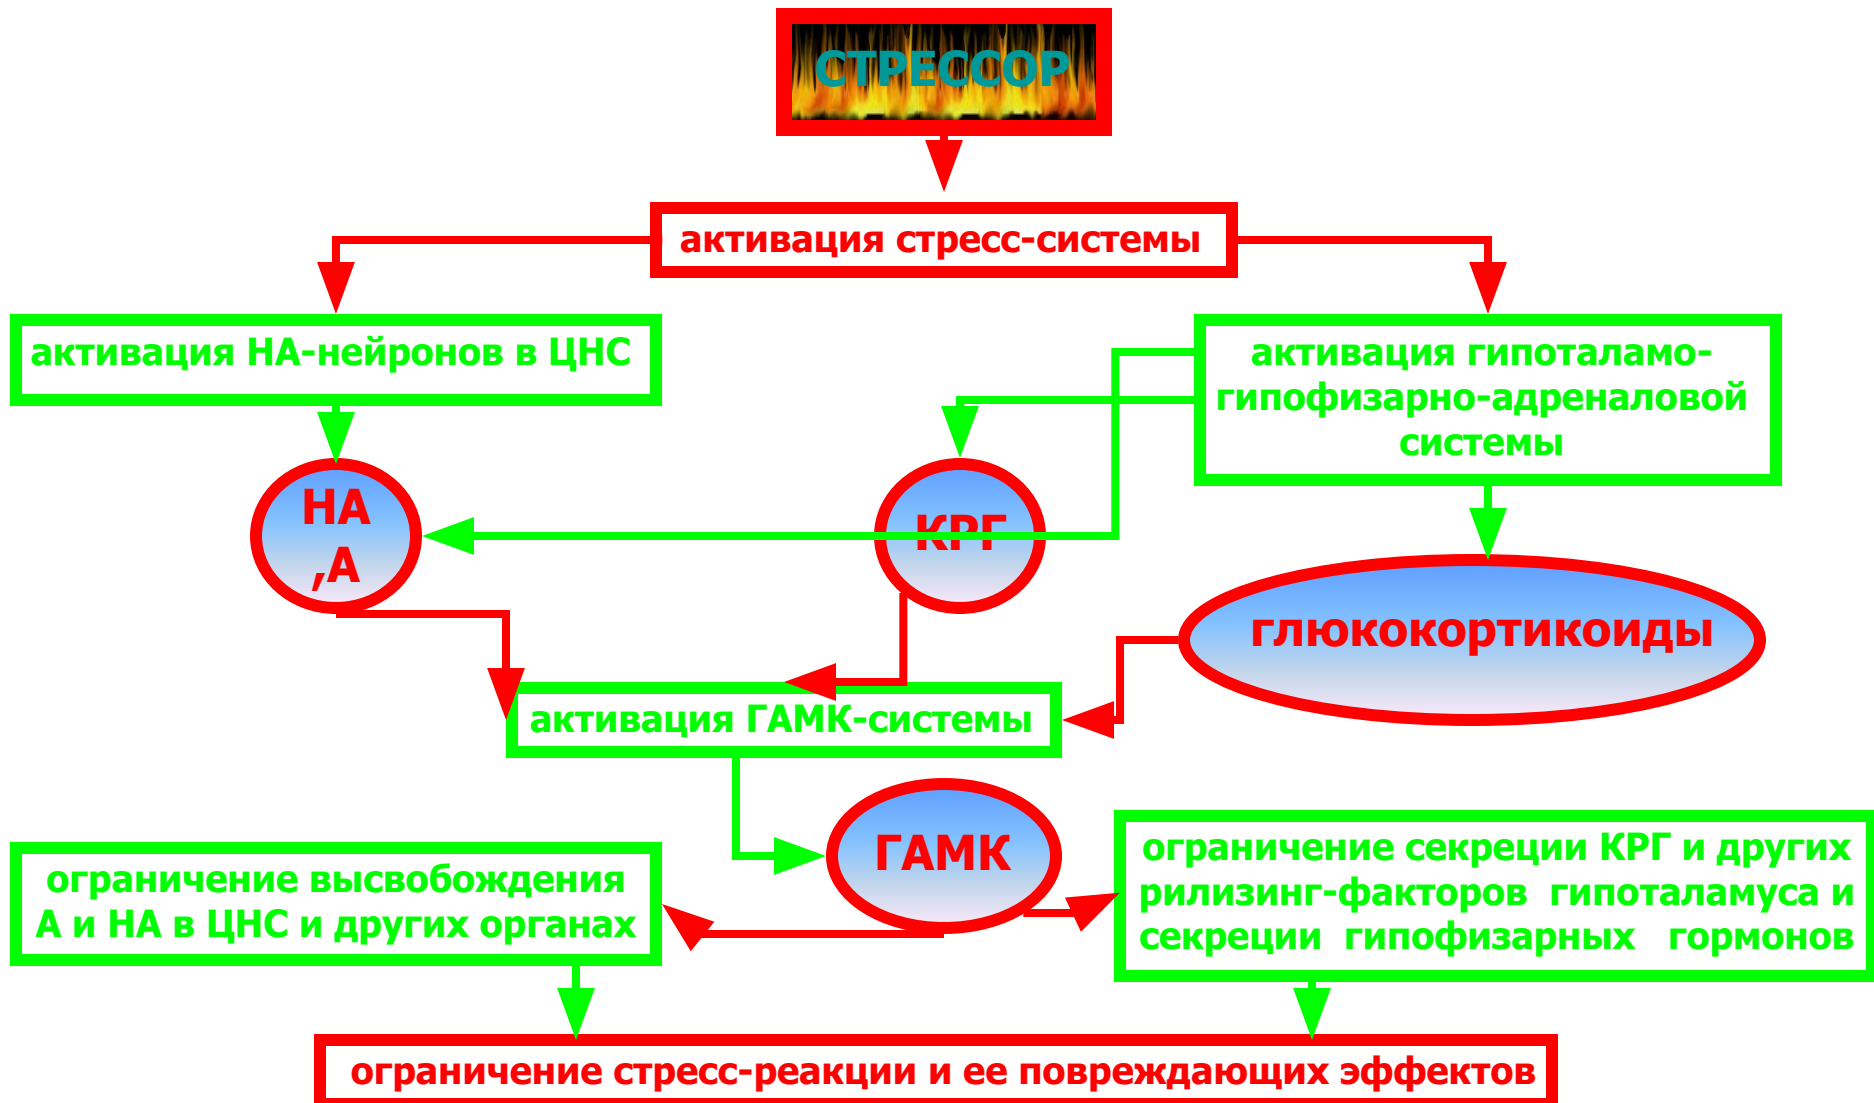 СТРЕССОР
активация стресс-системы
активация НА-нейронов в ЦНС
активация гипоталамо-
гипофизарно-адреналовой
системы
НА
,А
КРГ
глюкокортикоиды
активация ГАМК-системы
ГАМК
ограничение высвобождения
А и НА в ЦНС и других органах
ограничение секреции КРГ и других
рилизинг-факторов гипоталамуса и
секреции гипофизарных гормонов
ограничение стресс-реакции и ее повреждающих эффектов